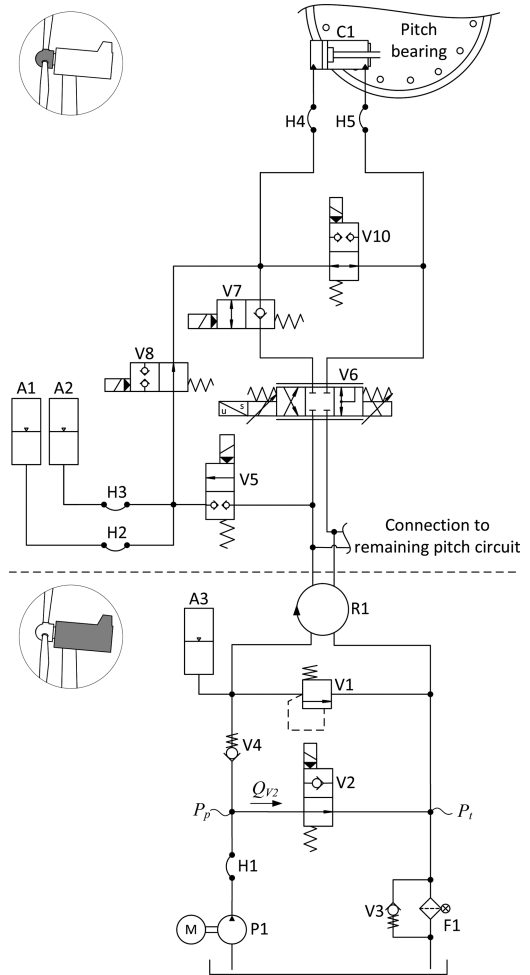 C1
Pitch
bearing
H4
H5
V10
V7
V8
V6
A1
A2
u s
V5
H3
H2
Connection to
remaining pitch circuit
R1
A3
V1
V4
Q_V2
V2
P_p
P_t
H1
V3
F1
M
P1